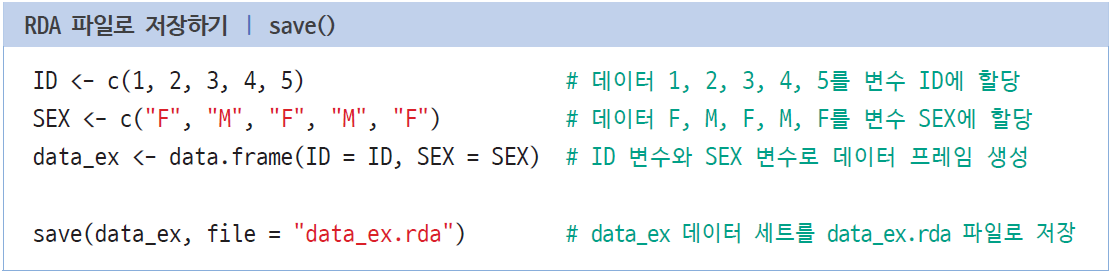 RDA 파일로 저장하기 | save()
ID <- c(1, 2, 3, 4, 5) # 데이터 1, 2, 3, 4, 5를 변수 ID에 할당
SEX <- c("F", "M", "F", "M", "F") # 데이터 F, M, F, M, F를 변수 SEX에 할당
data_ex <- data.frame(ID = ID, SEX = SEX) # ID 변수와 SEX 변수로 데이터 프레임 생성
save(data_ex, file = "data_ex.rda") # data_ex 데이터 세트를 data_ex.rda 파일로 저장